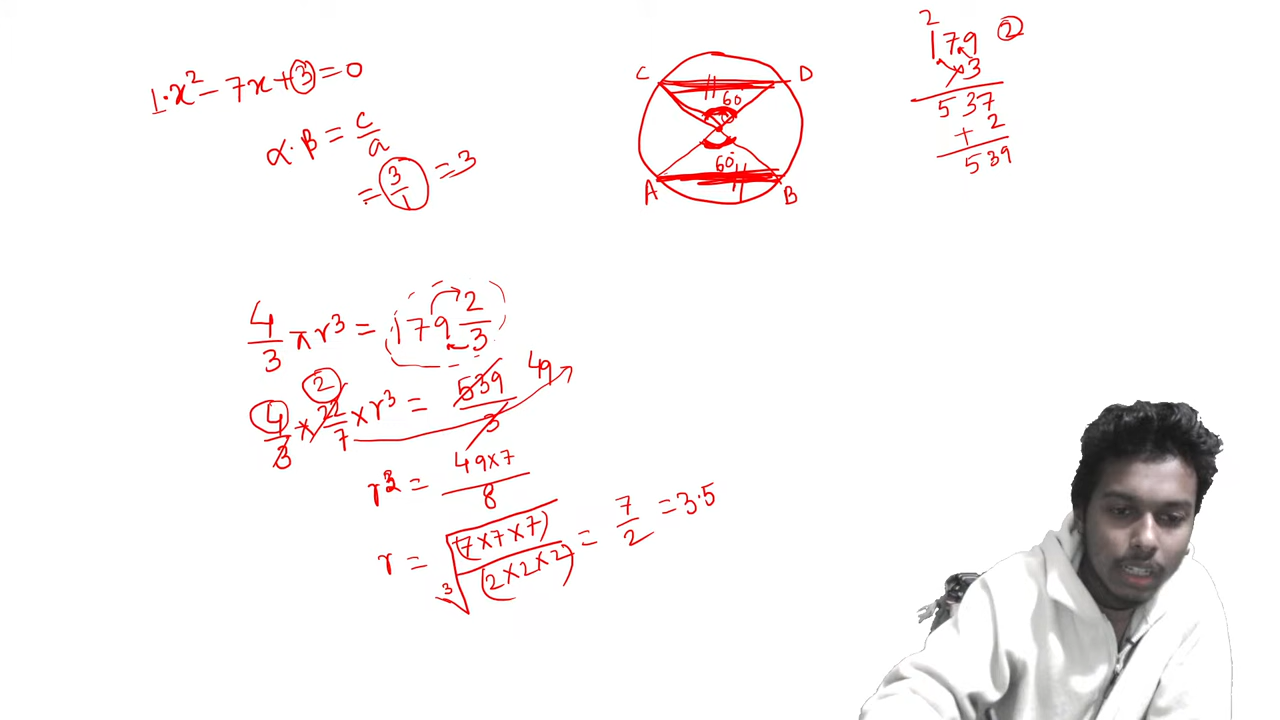 1·x² - 7x + 3 = 0
α·β = c/a
= 3/1 = 3
C D
60
O
60°
A B
2
179 ②
×3
537
+ 2
539
4/3 πr³ = 179 2/3
4/3 × 22/7 × r³ = 539/3 49
2
r³ = 49×7/8
r = ∛(7×7×7)/(2×2×2) = 7/2 = 3.5